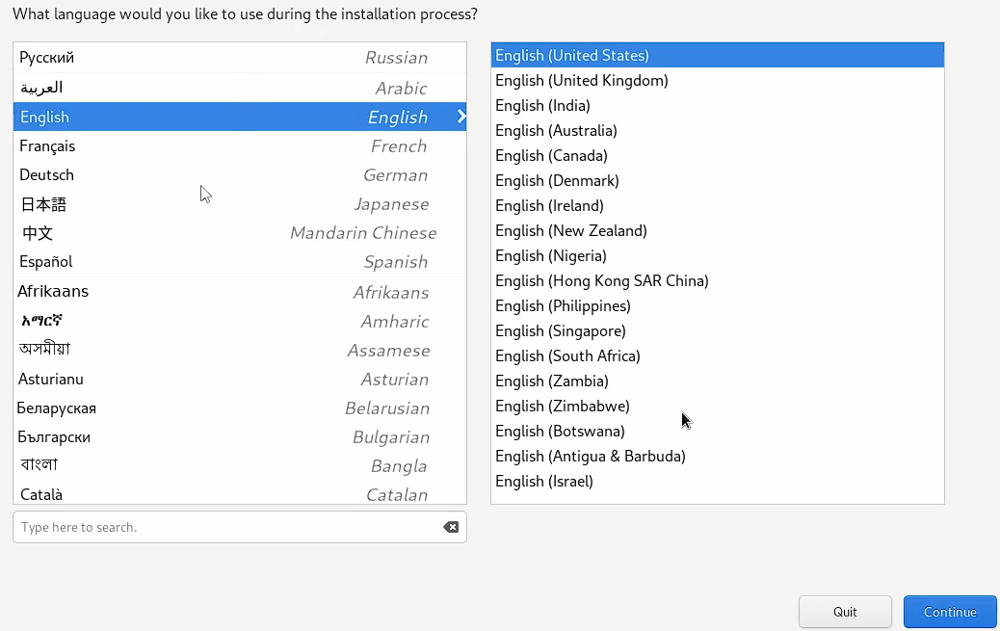 What language would you like to use during the installation process?
Русский Russian
العربية Arabic
English English
Français French
Deutsch German
日本語 Japanese
中文 Mandarin Chinese
Español Spanish
Afrikaans Afrikaans
አማርኛ Amharic
অসমীয়া Assamese
Asturianu Asturian
Беларуская Belarusian
Български Bulgarian
বাংলা Bangla
Català Catalan
Type here to search.
English (United States)
English (United Kingdom)
English (India)
English (Australia)
English (Canada)
English (Denmark)
English (Ireland)
English (New Zealand)
English (Nigeria)
English (Hong Kong SAR China)
English (Philippines)
English (Singapore)
English (South Africa)
English (Zambia)
English (Zimbabwe)
English (Botswana)
English (Antigua & Barbuda)
English (Israel)
Quit
Continue